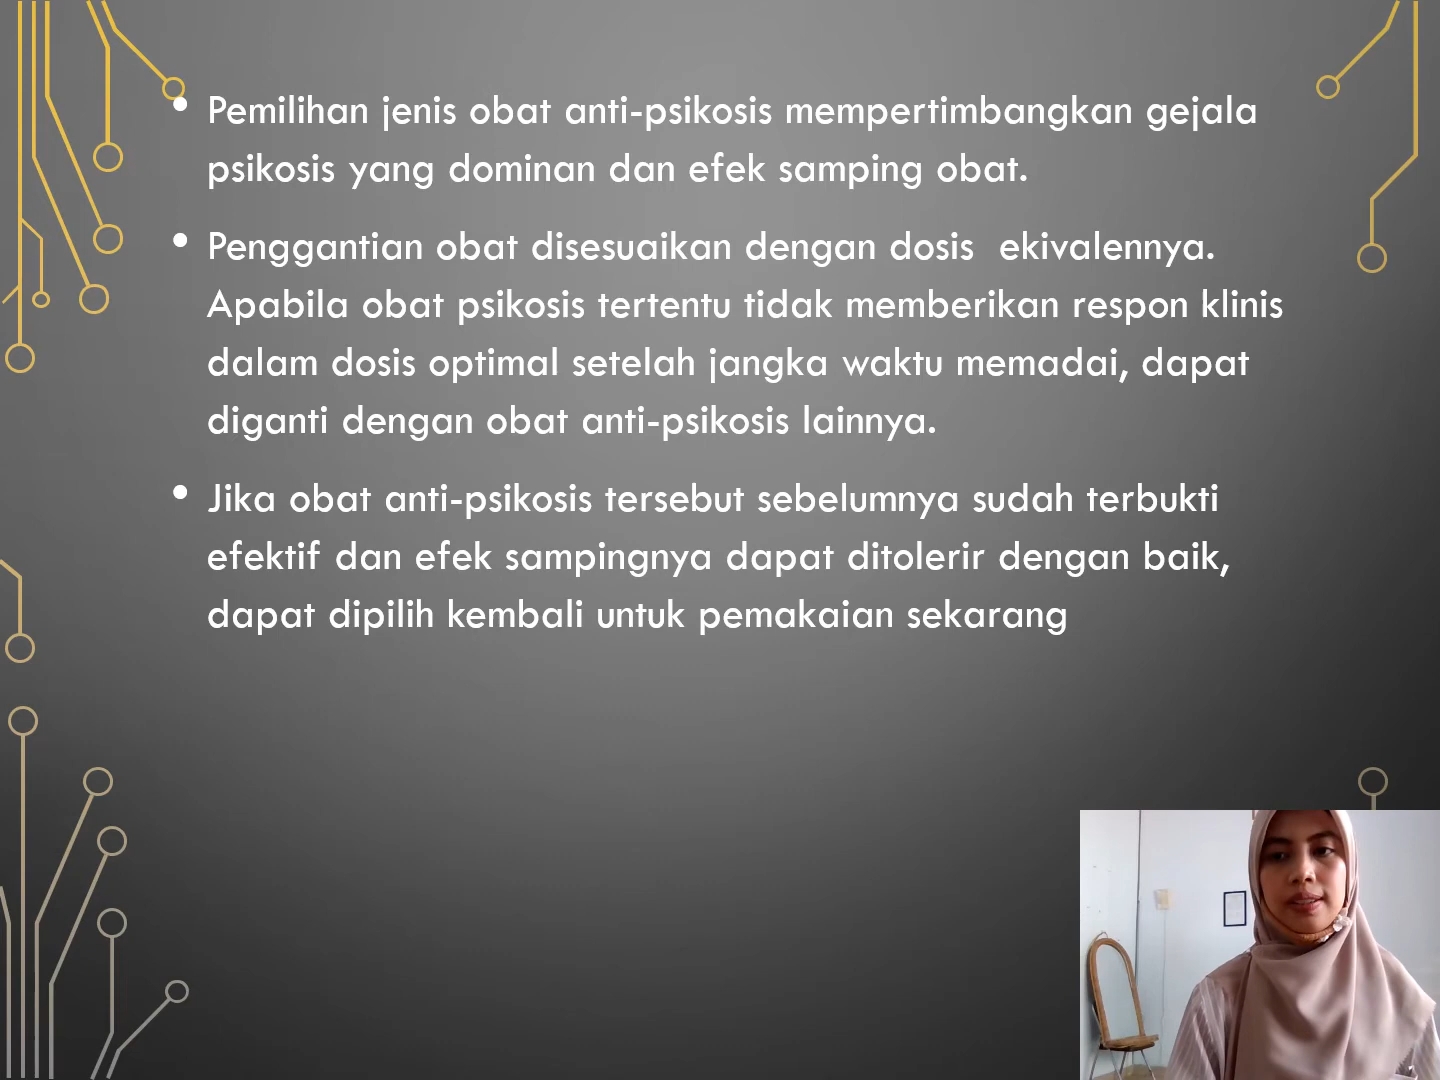 • Pemilihan jenis obat anti-psikosis mempertimbangkan gejala
psikosis yang dominan dan efek samping obat.
• Penggantian obat disesuaikan dengan dosis  ekivalennya.
Apabila obat psikosis tertentu tidak memberikan respon klinis
dalam dosis optimal setelah jangka waktu memadai, dapat
diganti dengan obat anti-psikosis lainnya.
• Jika obat anti-psikosis tersebut sebelumnya sudah terbukti
efektif dan efek sampingnya dapat ditolerir dengan baik,
dapat dipilih kembali untuk pemakaian sekarang